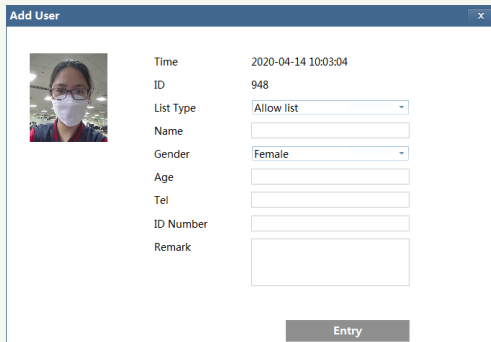 Add User
x
Time 2020-04-14 10:03:04
ID 948
List Type Allow list
Name
Gender Female
Age
Tel
ID Number
Remark
Entry